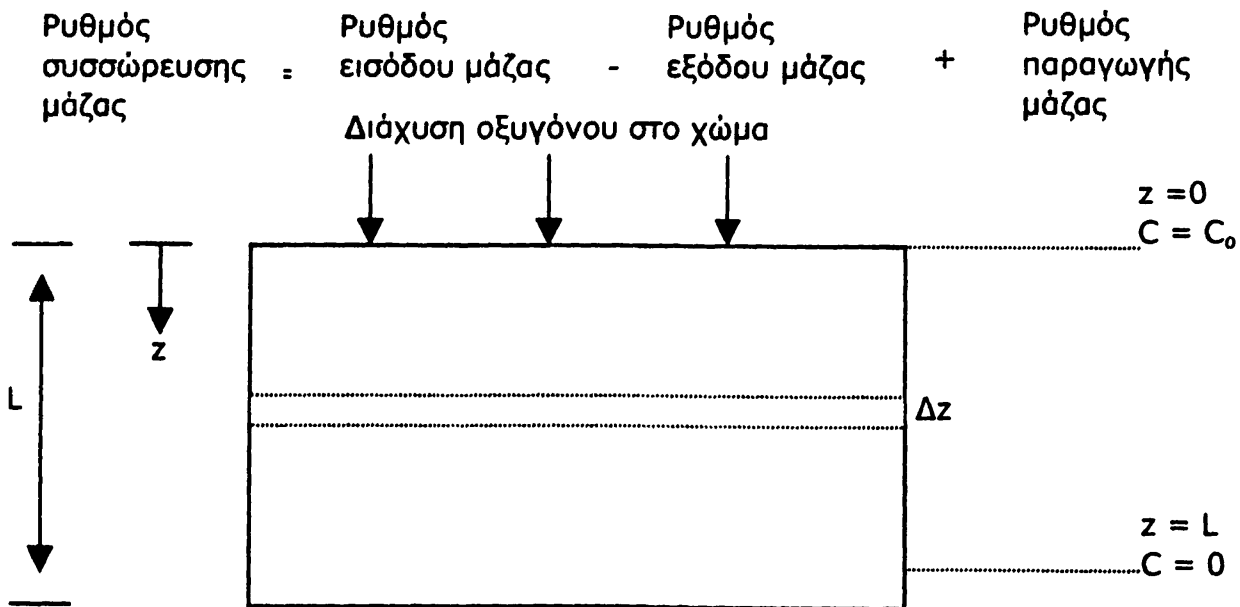 Ρυθμός Ρυθμός Ρυθμός Ρυθμός
συσσώρευσης = εισόδου μάζας - εξόδου μάζας + παραγωγής
μάζας μάζας
Διάχυση οξυγόνου στο χώμα
z =0
C = C₀
z
L
Δz
z = L
C = 0